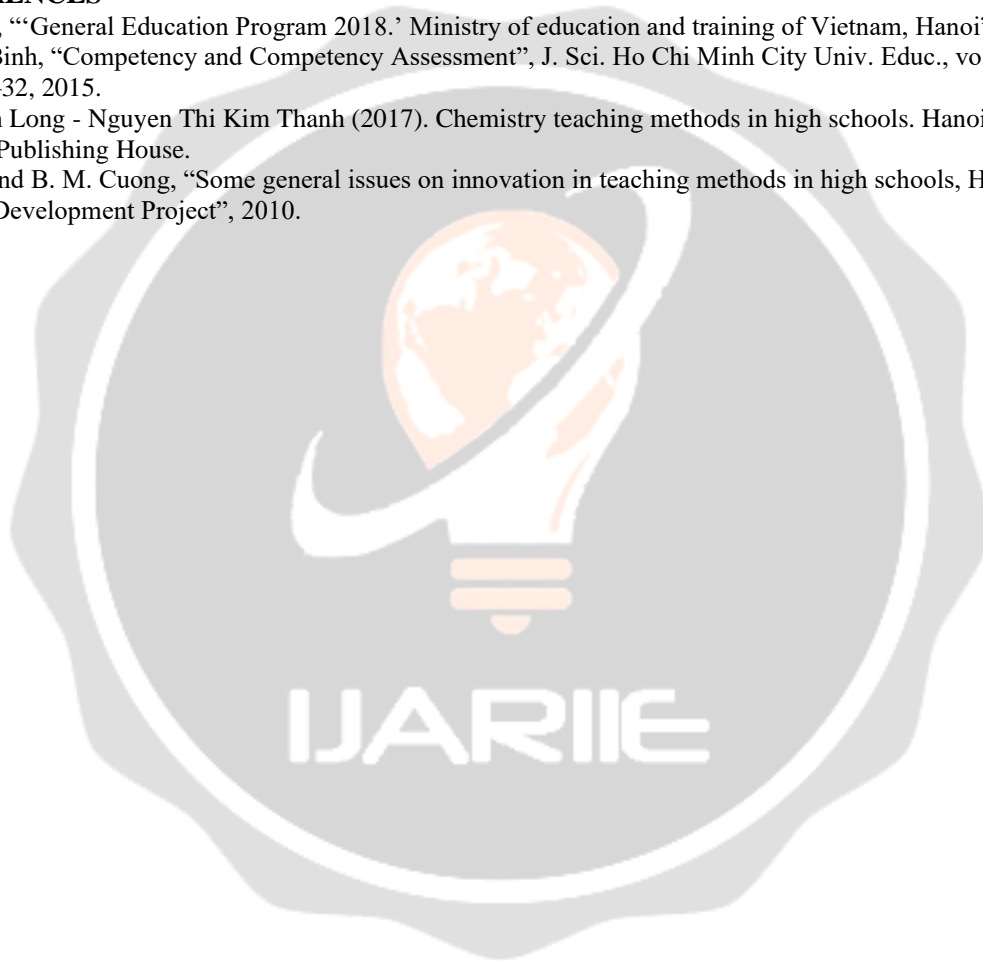 , “‘General Education Program 2018.’ Ministry of education and training of Vietnam, Hanoi”
Binh, “Competency and Competency Assessment”, J. Sci. Ho Chi Minh City Univ. Educ., vo
32, 2015.
Long - Nguyen Thi Kim Thanh (2017). Chemistry teaching methods in high schools. Hanoi
Publishing House.
nd B. M. Cuong, “Some general issues on innovation in teaching methods in high schools, H
Development Project”, 2010.
IJARIIE